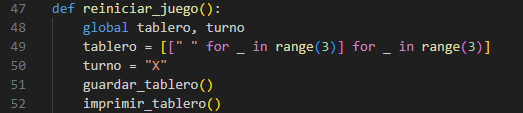 47 def reiniciar_juego():
48     global tablero, turno
49     tablero = [[" " for _ in range(3)] for _ in range(3)]
50     turno = "X"
51     guardar_tablero()
52     imprimir_tablero()